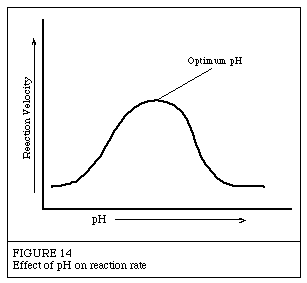 Optimum pH
Reaction Velocity
pH
FIGURE 14
Effect of pH on reaction rate